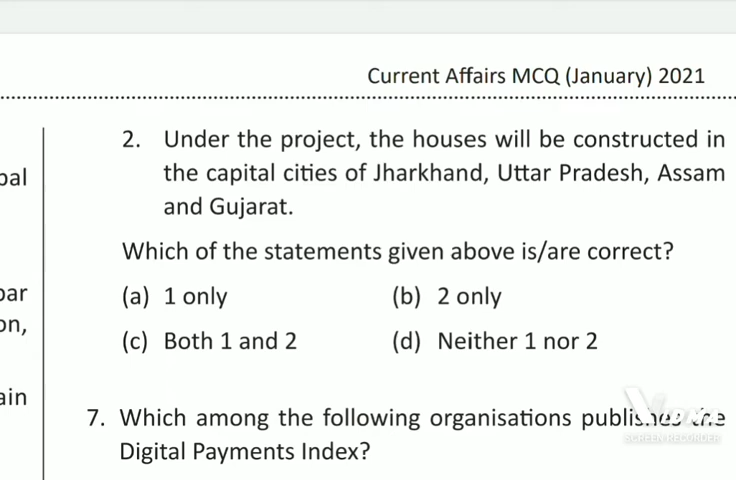 Current Affairs MCQ (January) 2021
2. Under the project, the houses will be constructed in
the capital cities of Jharkhand, Uttar Pradesh, Assam
and Gujarat.
Which of the statements given above is/are correct?
(a) 1 only (b) 2 only
(c) Both 1 and 2 (d) Neither 1 nor 2
7. Which among the following organisations publishes the
Digital Payments Index?
SCREEN RECORDER